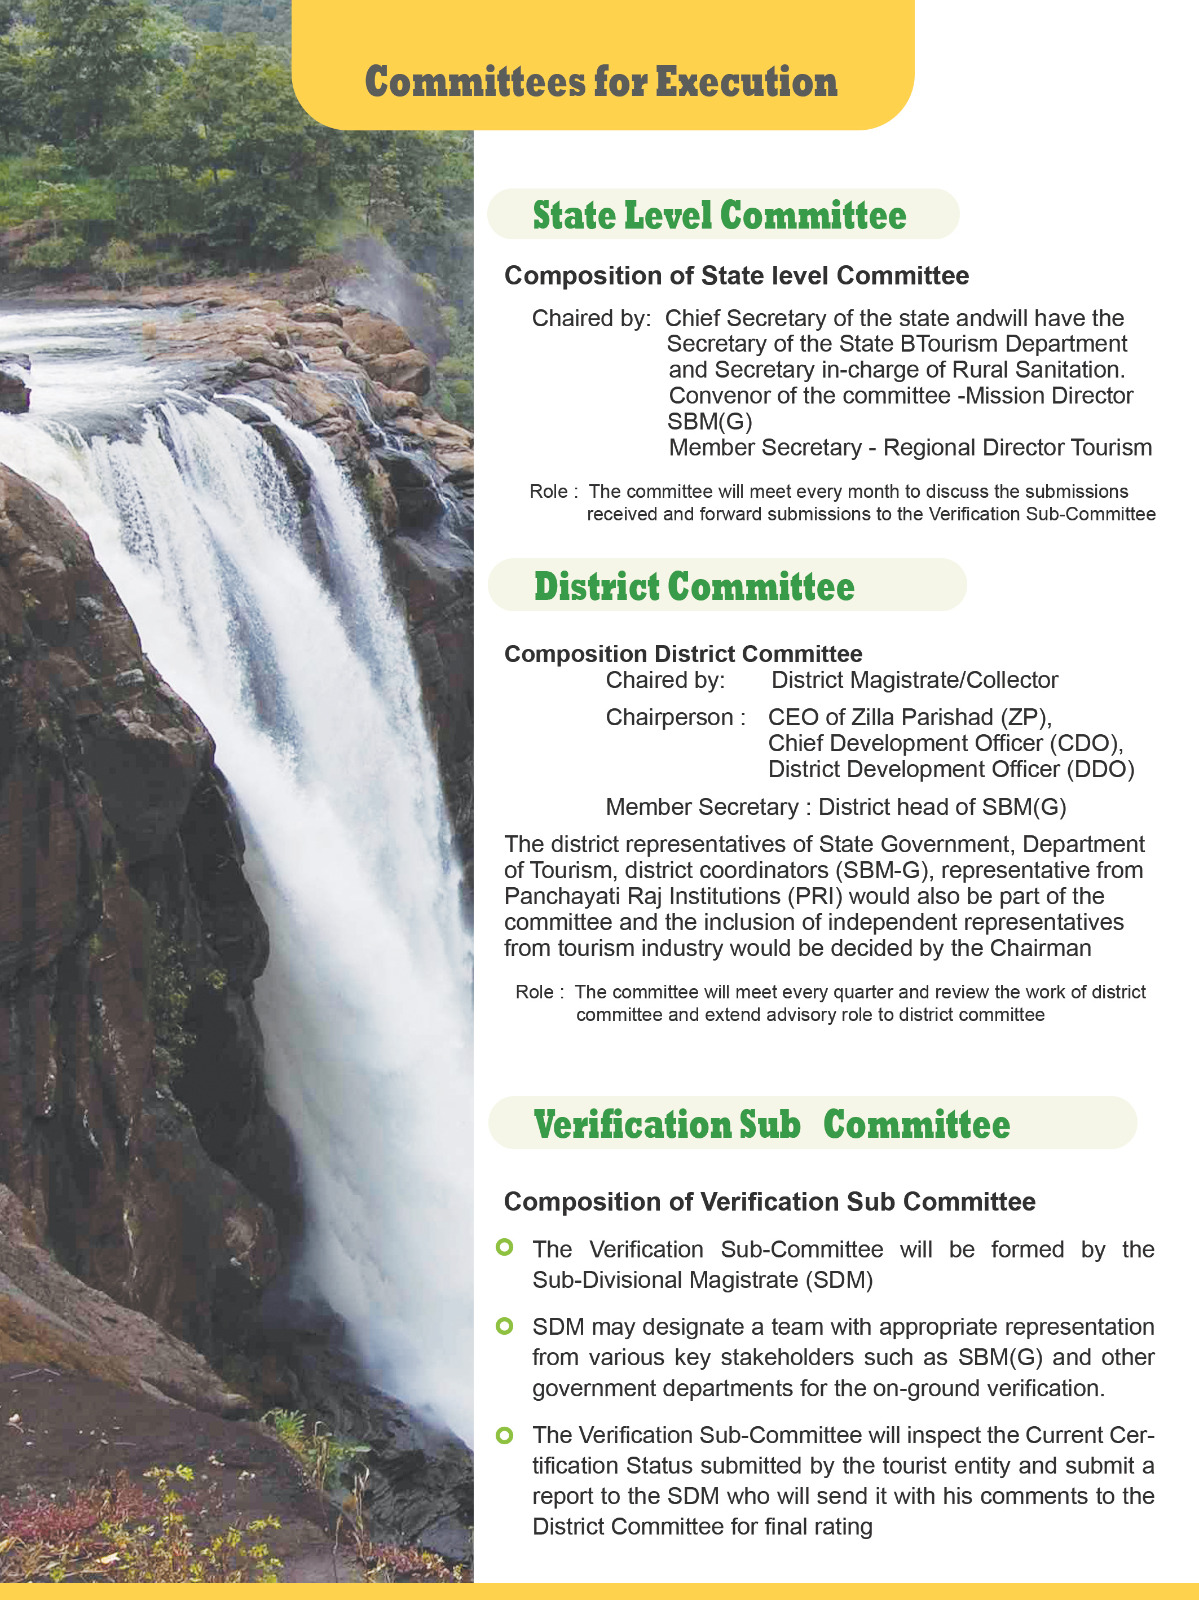 Committees for Execution
State Level Committee
Composition of State level Committee
Chaired by: Chief Secretary of the state andwill have the
Secretary of the State BTourism Department
and Secretary in-charge of Rural Sanitation.
Convenor of the committee -Mission Director
SBM(G)
Member Secretary - Regional Director Tourism
Role : The committee will meet every month to discuss the submissions
received and forward submissions to the Verification Sub-Committee
District Committee
Composition District Committee
Chaired by: District Magistrate/Collector
Chairperson : CEO of Zilla Parishad (ZP),
Chief Development Officer (CDO),
District Development Officer (DDO)
Member Secretary : District head of SBM(G)
The district representatives of State Government, Department
of Tourism, district coordinators (SBM-G), representative from
Panchayati Raj Institutions (PRI) would also be part of the
committee and the inclusion of independent representatives
from tourism industry would be decided by the Chairman
Role : The committee will meet every quarter and review the work of district
committee and extend advisory role to district committee
Verification Sub Committee
Composition of Verification Sub Committee
The Verification Sub-Committee will be formed by the
Sub-Divisional Magistrate (SDM)
SDM may designate a team with appropriate representation
from various key stakeholders such as SBM(G) and other
government departments for the on-ground verification.
The Verification Sub-Committee will inspect the Current Cer-
tification Status submitted by the tourist entity and submit a
report to the SDM who will send it with his comments to the
District Committee for final rating